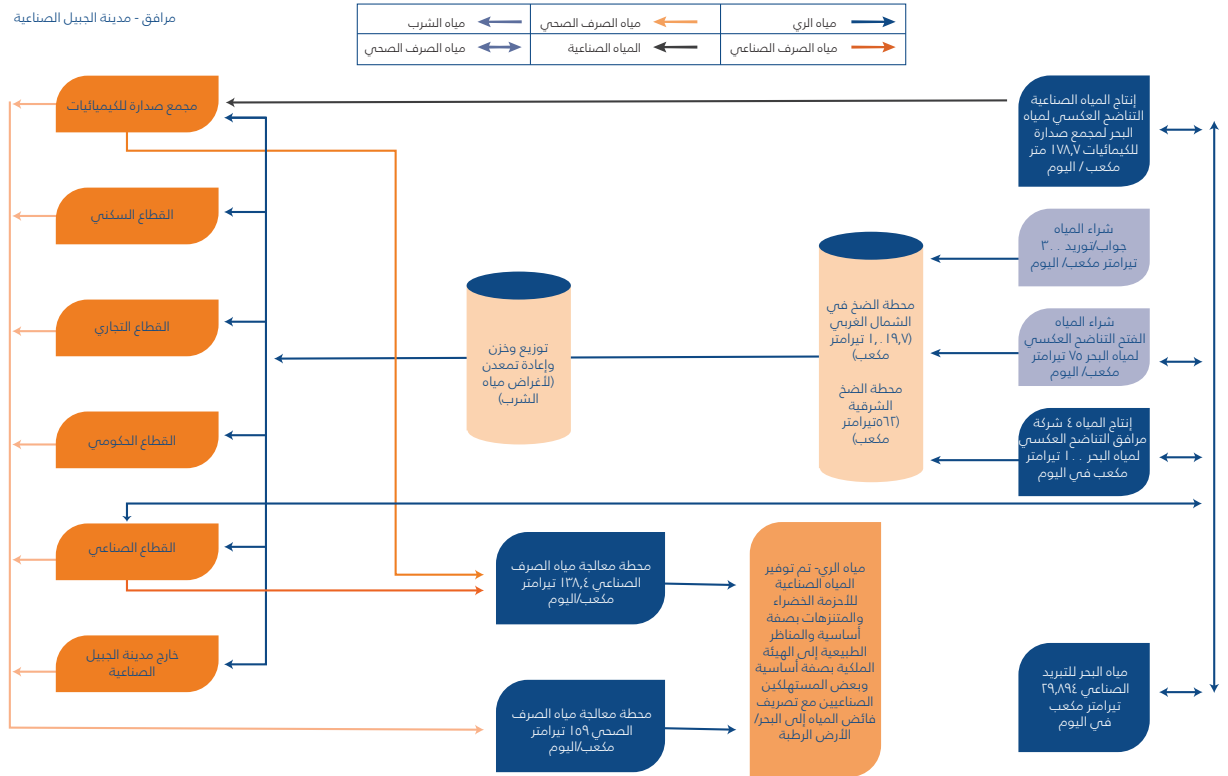 مرافق - مدينة الجبيل الصناعية
مياه الري
مياه الصرف الصحي
مياه الشرب
مياه الصرف الصناعي
المياه الصناعية
مياه الصرف الصحي
إنتاج المياه الصناعية
التناضح العكسي لمياه
البحر لمجمع صدارة
للكيمائيات ١٧٨,٧ متر
مكعب / اليوم
شراء المياه
جواب/توريد ٣٠٠
تيرامتر مكعب/ اليوم
شراء المياه
الفتح التناضح العكسي
لمياه البحر ٧٥ تيرامتر
مكعب/ اليوم
إنتاج المياه ٤ شركة
مرافق التناضح العكسي
لمياه البحر ١٠٠ تيرامتر
مكعب في اليوم
مياه البحر للتبريد
الصناعي ٢٩,٨٩٤
تيرامتر مكعب
في اليوم
محطة الضخ في
الشمال الغربي
(١,٠١٩,٧ تيرامتر
مكعب)
محطة الضخ
الشرقية
(٥٦٢تيرامتر
مكعب)
توزيع وخزن
وإعادة تمعدن
(لأغراض مياه
الشرب)
مجمع صدارة للكيميائيات
القطاع السكني
القطاع التجاري
القطاع الحكومي
القطاع الصناعي
خارج مدينة الجبيل
الصناعية
محطة معالجة مياه الصرف
الصناعي ١٣٨,٤ تيرامتر
مكعب/اليوم
محطة معالجة مياه الصرف
الصحي ١٥٩ تيرامتر
مكعب/اليوم
مياه الري- تم توفير
المياه الصناعية
للأحزمة الخضراء
والمتنزهات بصفة
أساسية والمناظر
الطبيعية إلى الهيئة
الملكية بصفة أساسية
وبعض المستهلكين
الصناعيين مع تصريف
فائض المياه إلى البحر/
الأرض الرطبة